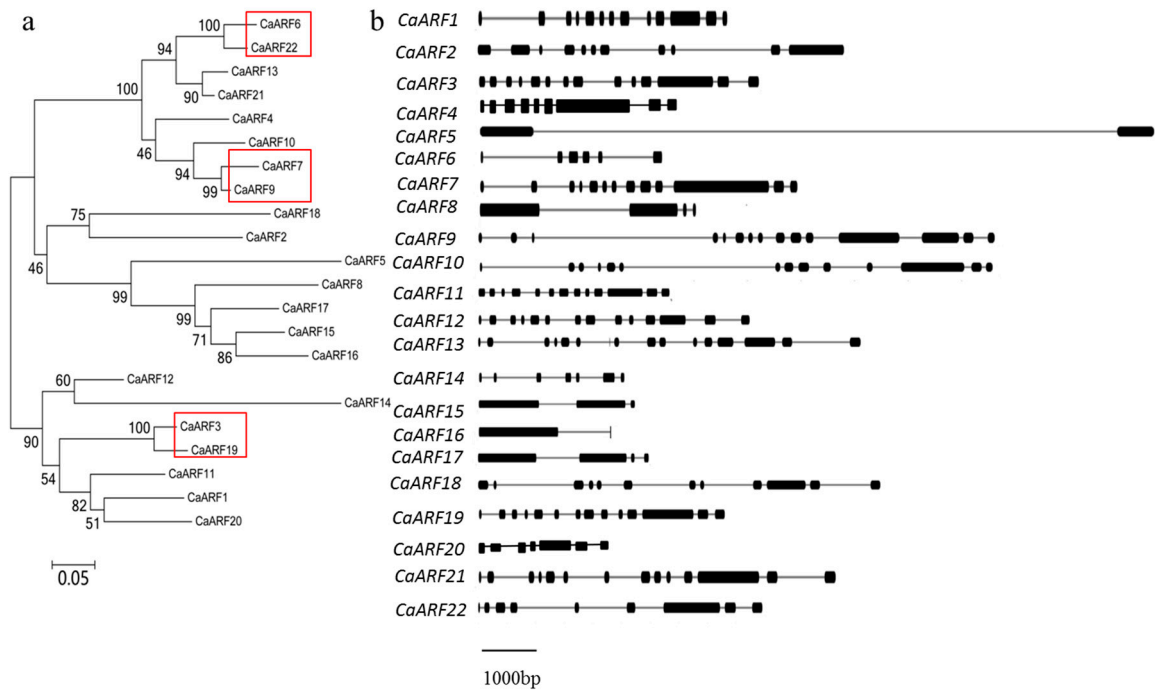 a
100
CaARF6
CaARF22
94
CaARF13
90
CaARF21
100
CaARF4
46
CaARF10
94
CaARF7
99
CaARF9
75
CaARF18
CaARF2
46
CaARF5
99
CaARF8
99
CaARF17
71
CaARF15
86
CaARF16
60
CaARF12
CaARF14
90
100
CaARF3
CaARF19
54
CaARF11
82
CaARF1
51
CaARF20
0.05
b
CaARF1
CaARF2
CaARF3
CaARF4
CaARF5
CaARF6
CaARF7
CaARF8
CaARF9
CaARF10
CaARF11
CaARF12
CaARF13
CaARF14
CaARF15
CaARF16
CaARF17
CaARF18
CaARF19
CaARF20
CaARF21
CaARF22
1000bp